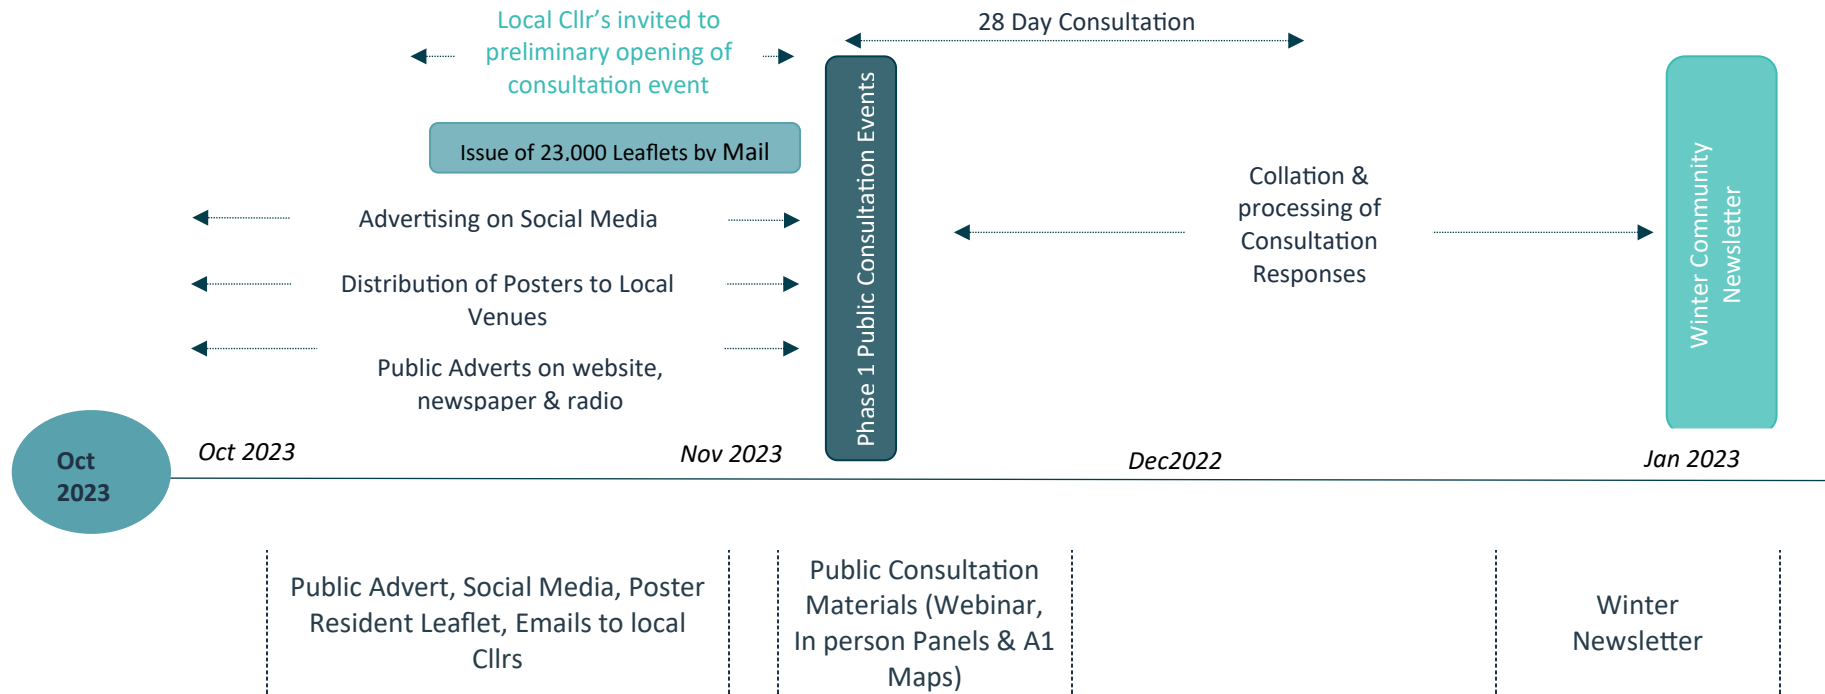 Local Cllr’s invited to
preliminary opening of
consultation event
28 Day Consultation
Issue of 23,000 Leaflets by Mail
Advertising on Social Media
Distribution of Posters to Local
Venues
Public Adverts on website,
newspaper & radio
Phase 1 Public Consultation Events
Collation &
processing of
Consultation
Responses
Winter Community
Newsletter
Oct
2023
Oct 2023
Nov 2023
Dec2022
Jan 2023
Public Advert, Social Media, Poster
Resident Leaflet, Emails to local
Cllrs
Public Consultation
Materials (Webinar,
In person Panels & A1
Maps)
Winter
Newsletter